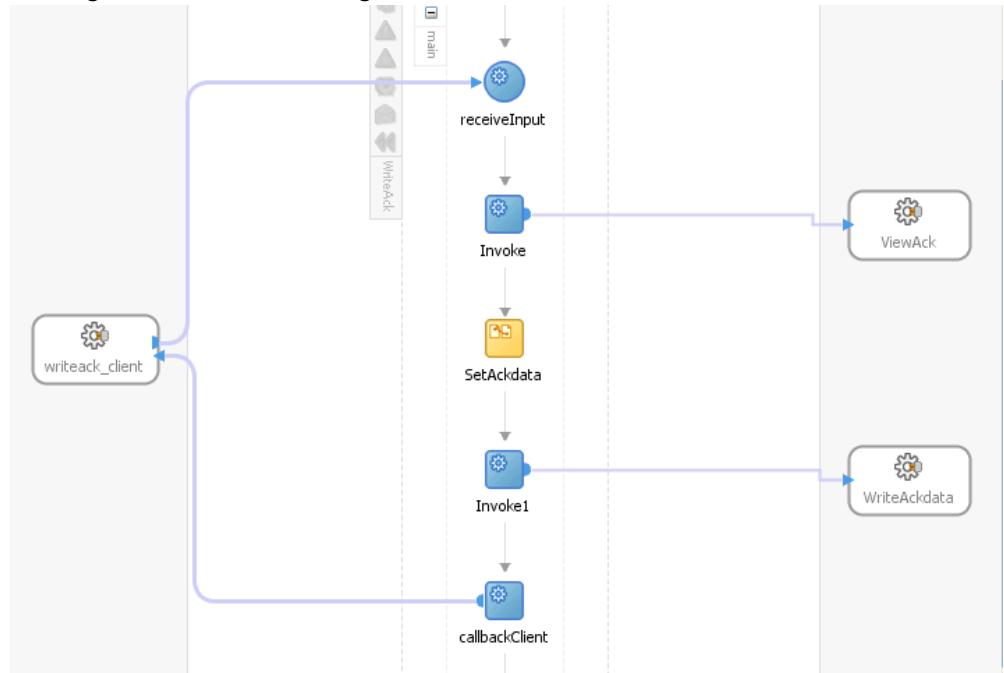 main
receiveInput
WriteAck
Invoke
ViewAck
writeack_client
SetAckdata
Invoke1
WriteAckdata
callbackClient